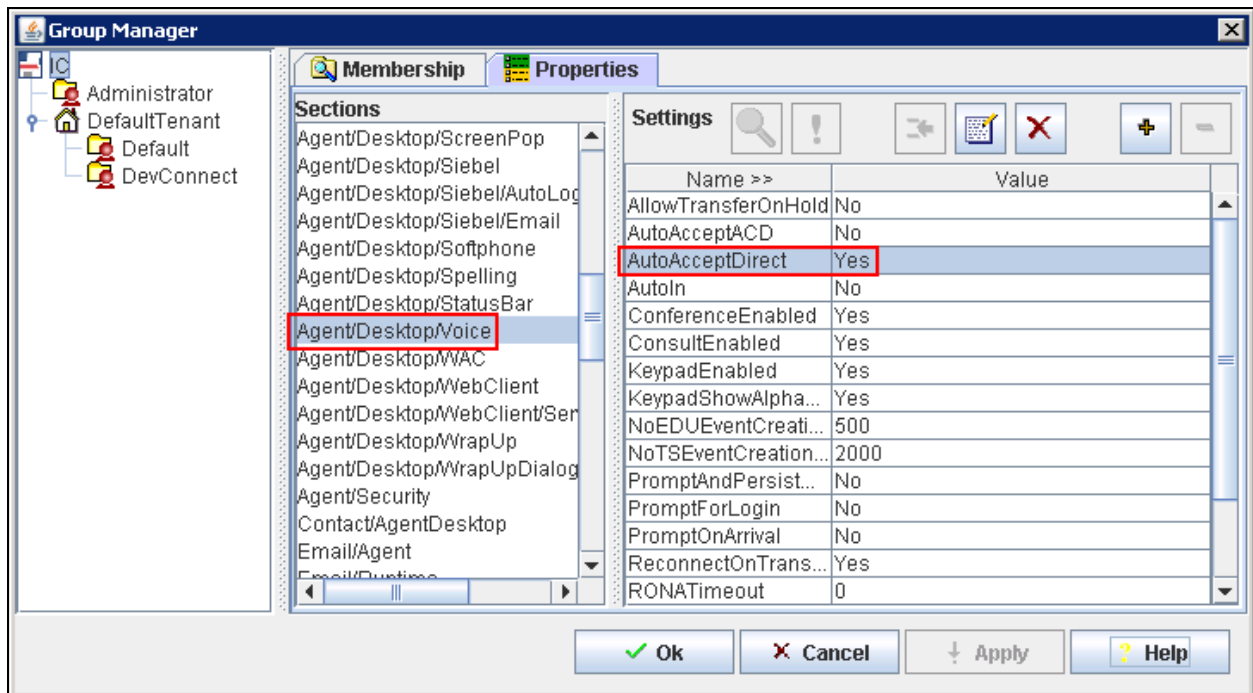 Group Manager
IC
Administrator
DefaultTenant
Default
DevConnect
Membership
Properties
Sections
Agent/Desktop/ScreenPop
Agent/Desktop/Siebel
Agent/Desktop/Siebel/AutoLog
Agent/Desktop/Siebel/Email
Agent/Desktop/Softphone
Agent/Desktop/Spelling
Agent/Desktop/StatusBar
Agent/Desktop/Voice
Agent/Desktop/WAC
Agent/Desktop/WebClient
Agent/Desktop/WebClient/Ser
Agent/Desktop/WrapUp
Agent/Desktop/WrapUpDialog
Agent/Security
Contact/AgentDesktop
Email/Agent
Email/Runtime
Settings
Name >> Value
AllowTransferOnHold No
AutoAcceptACD No
AutoAcceptDirect Yes
AutoIn No
ConferenceEnabled Yes
ConsultEnabled Yes
KeypadEnabled Yes
KeypadShowAlpha... Yes
NoEDUEventCreati... 500
NoTSEventCreation... 2000
PromptAndPersist... No
PromptForLogin No
PromptOnArrival No
ReconnectOnTrans... Yes
RONATimeout 0
Ok
Cancel
Apply
? Help